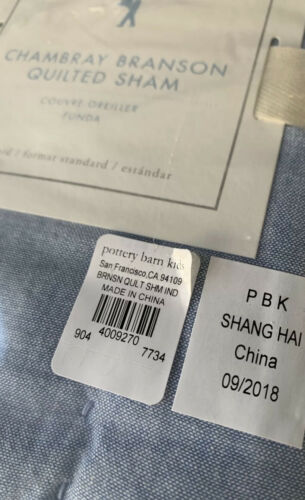 CHAMBRAY BRANSON
QUILTED SHAM
COUVRE-OREILLER
FUNDA
/ format standard / estándar
pottery barn kids
San Francisco,CA 94109
BRNSN QULT SHM IND
MADE IN CHINA
904 4009270 7734
PBK
SHANG HAI
China
09/2018